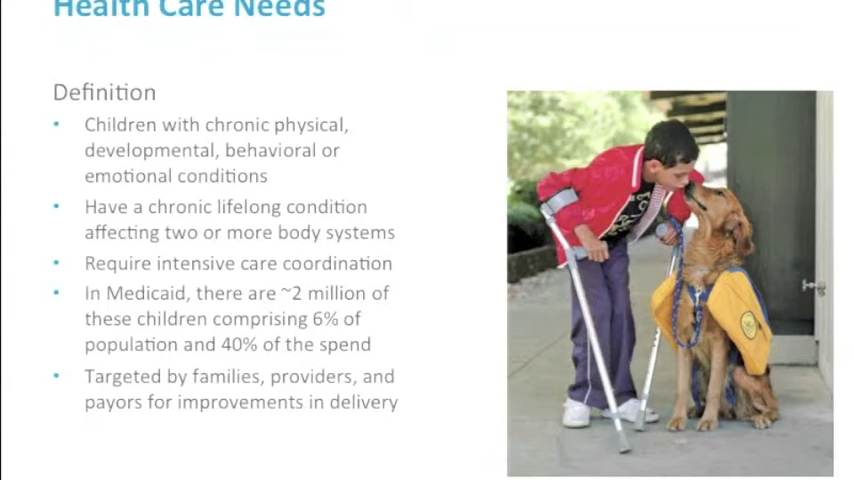 Health Care Needs
Definition
• Children with chronic physical,
developmental, behavioral or
emotional conditions
• Have a chronic lifelong condition
affecting two or more body systems
• Require intensive care coordination
• In Medicaid, there are ~2 million of
these children comprising 6% of
population and 40% of the spend
• Targeted by families, providers, and
payors for improvements in delivery